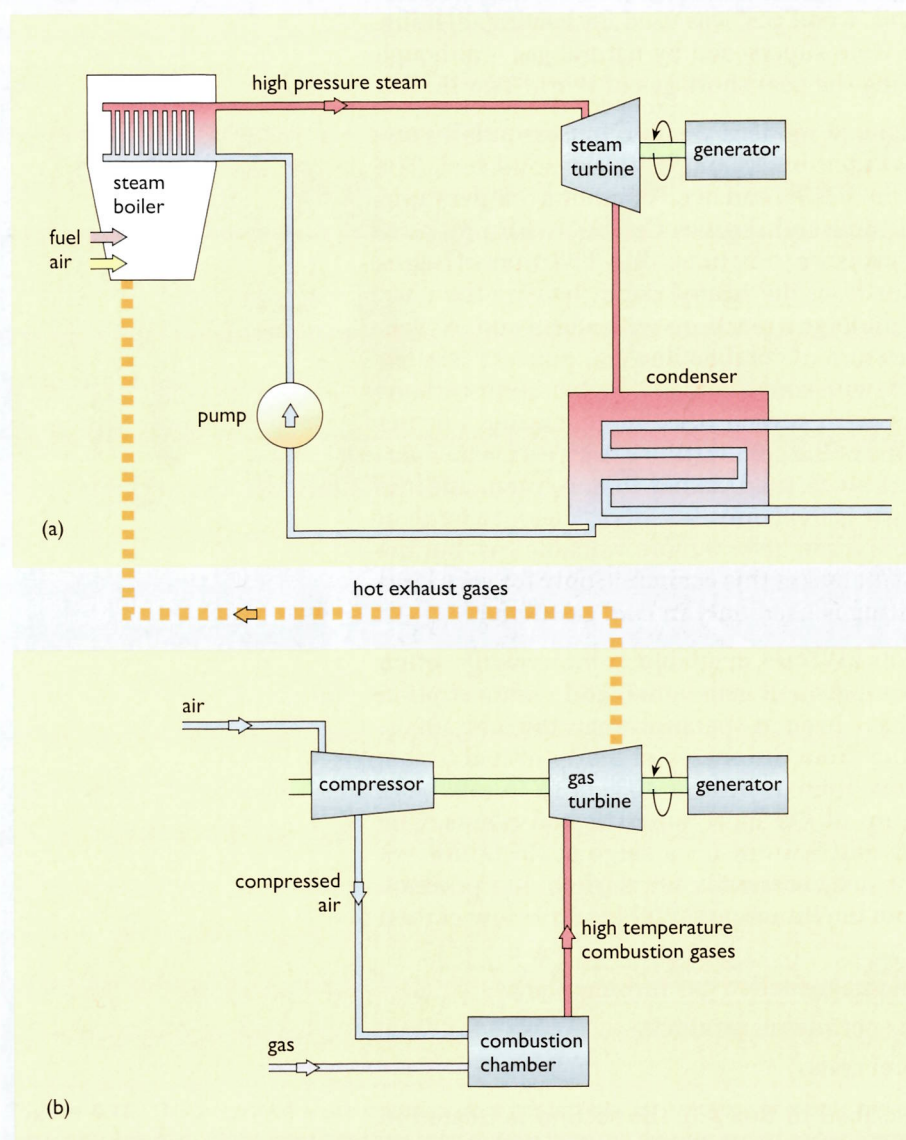 high pressure steam
steam
turbine
generator
steam
boiler
fuel
air
condenser
pump
(a)
hot exhaust gases
air
compressor
gas
turbine
generator
compressed
air
high temperature
combustion gases
gas
combustion
chamber
(b)